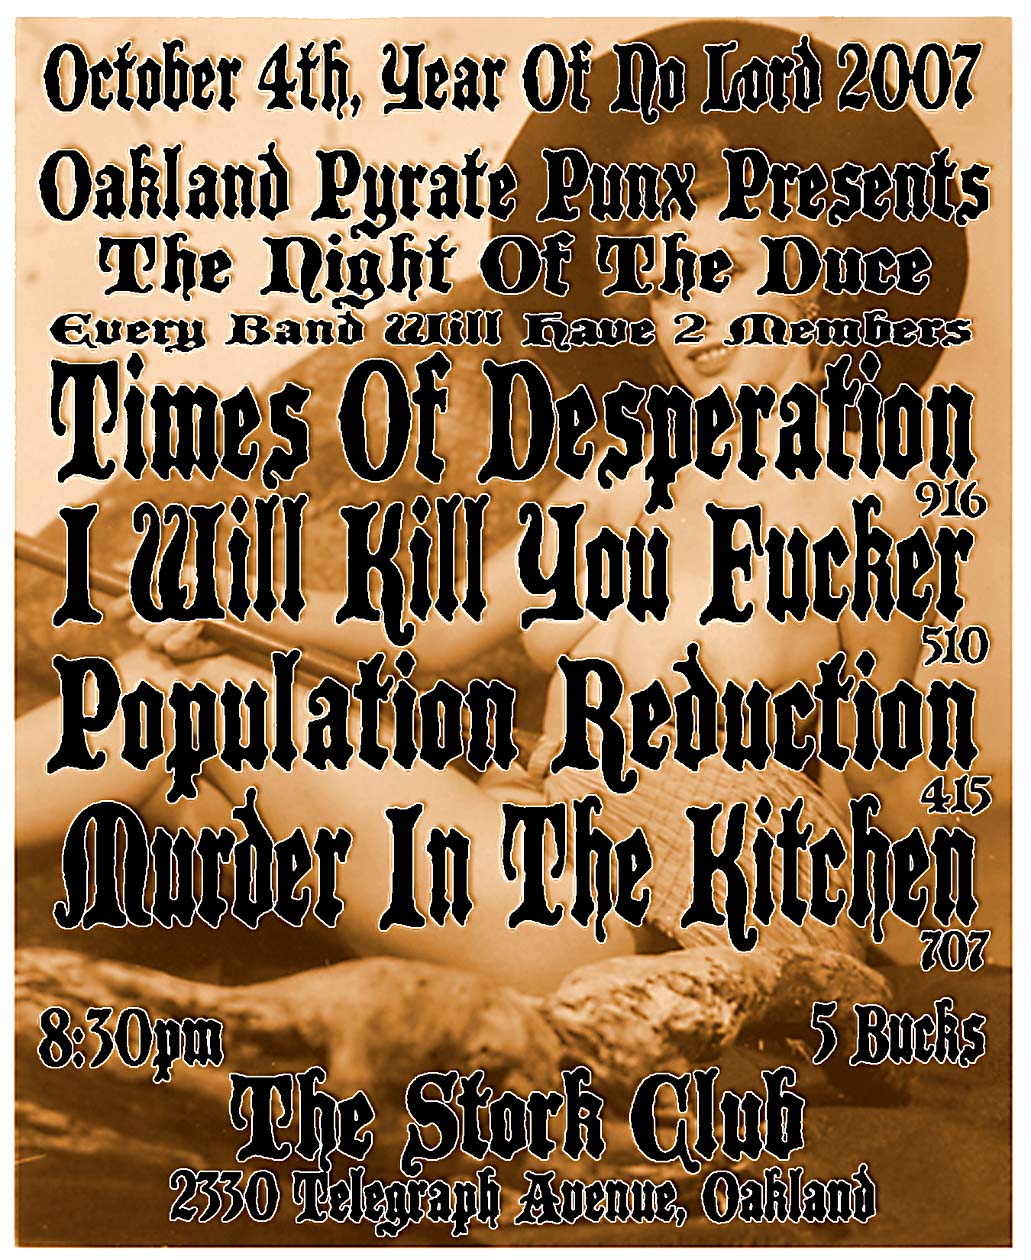 October 4th, Year Of No Lord 2007
Oakland Pyrate Punx Presents
The Night Of The Duce
Every Band Will Have 2 Members
Times Of Desperation
916
I Will Kill You Fucker
510
Population Reduction
415
Murder In The Kitchen
707
8:30pm 5 Bucks
The Stork Club
2330 Telegraph Avenue, Oakland